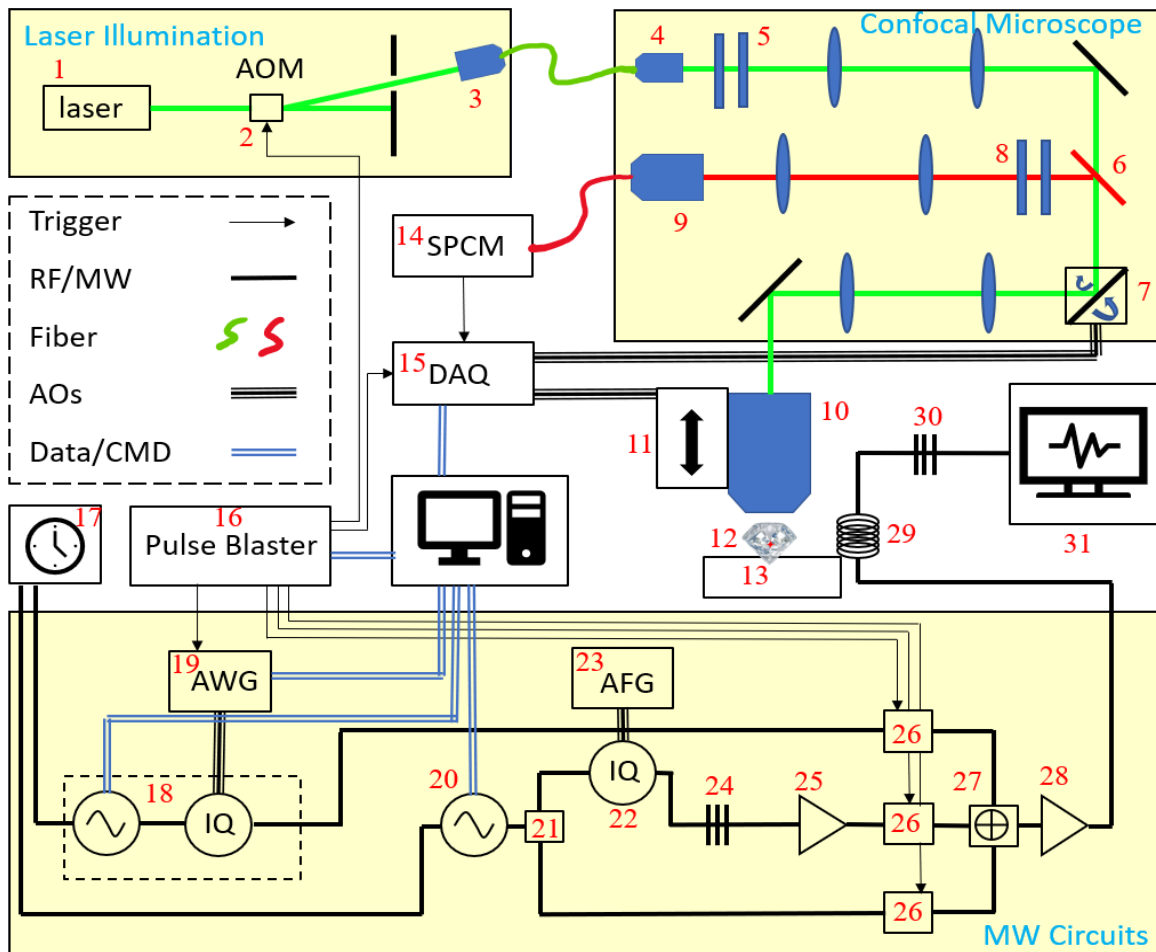 Laser Illumination
Confocal Microscope
1
AOM
4
5
laser
3
2
6
8
Trigger
9
14 SPCM
7
RF/MW
Fiber
15 DAQ
10
AOs
30
11
Data/CMD
17
16
Pulse Blaster
12
29
31
13
19 AWG
23 AFG
26
18
20
IQ
24
25
27
28
IQ
21
22
26
26
MW Circuits